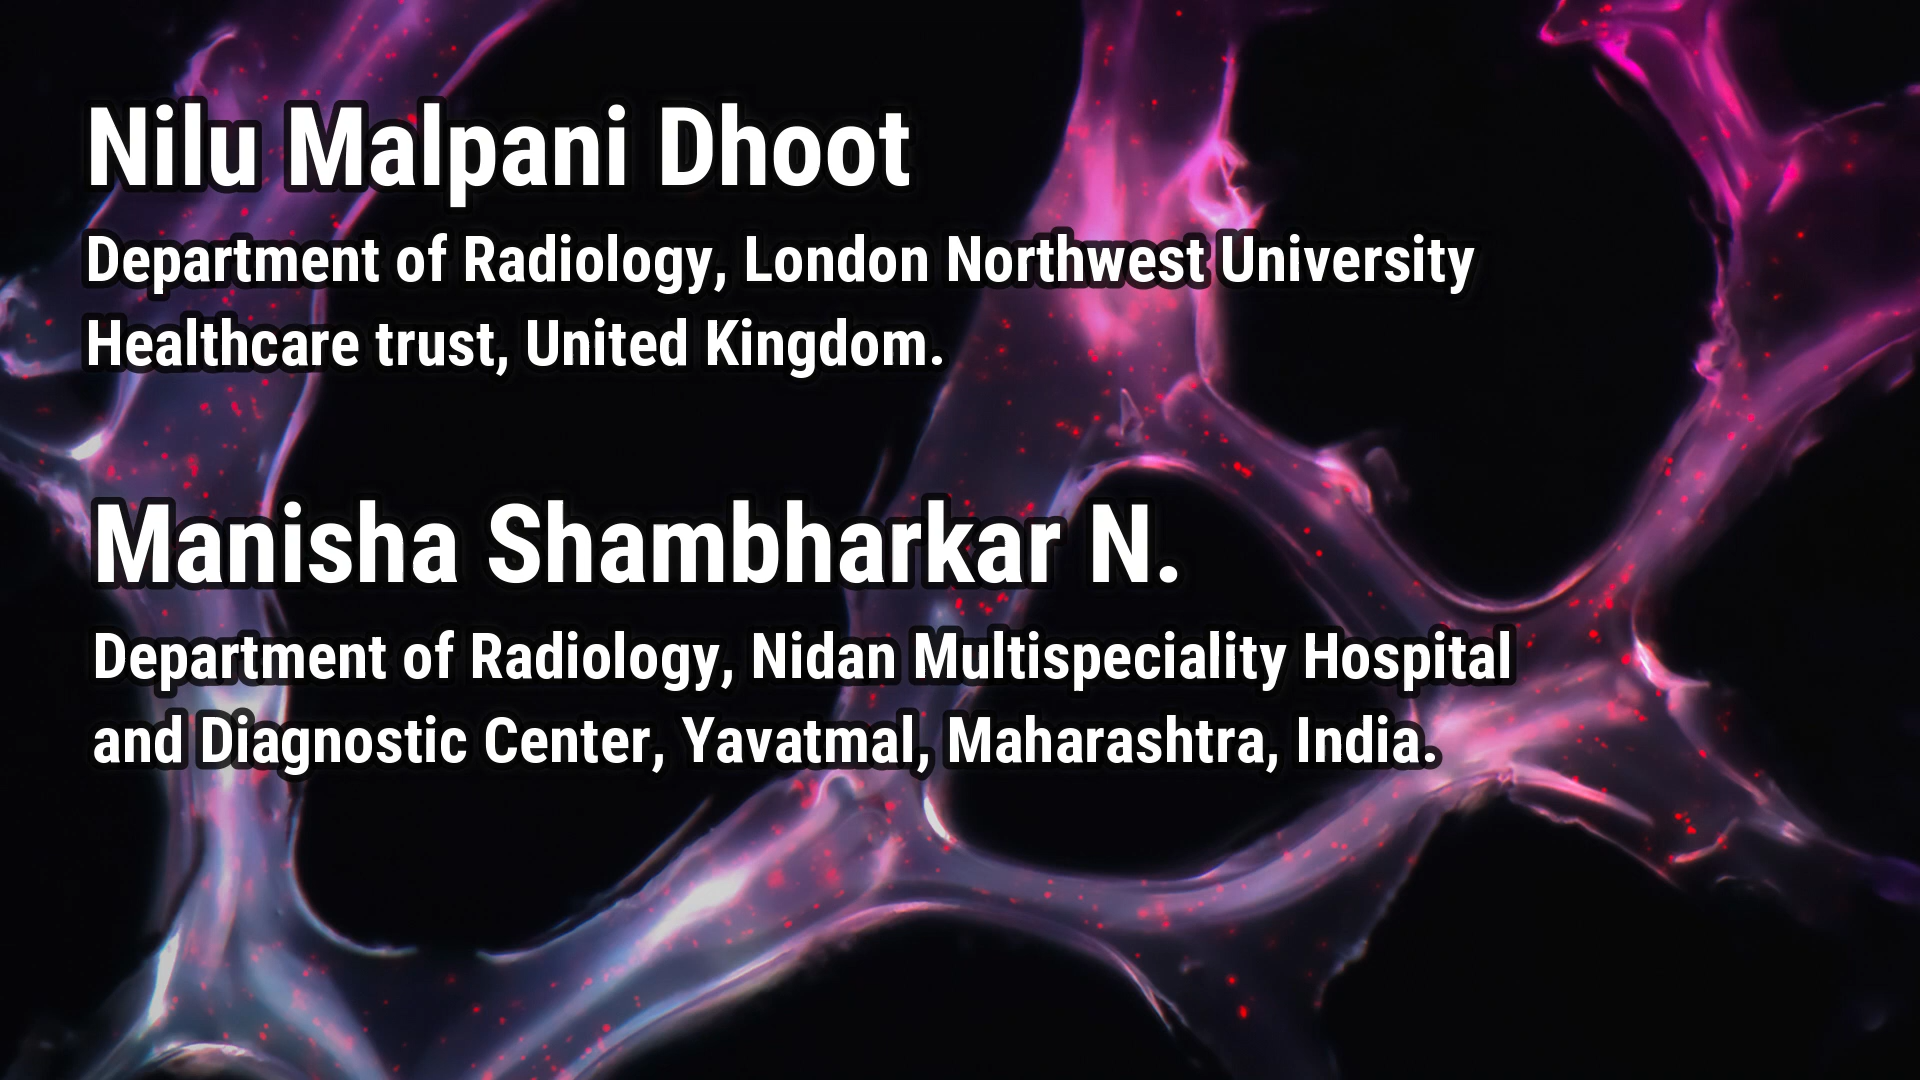 Nilu Malpani Dhoot
Department of Radiology, London Northwest University
Healthcare trust, United Kingdom.
Manisha Shambharkar N.
Department of Radiology, Nidan Multispeciality Hospital
and Diagnostic Center, Yavatmal, Maharashtra, India.